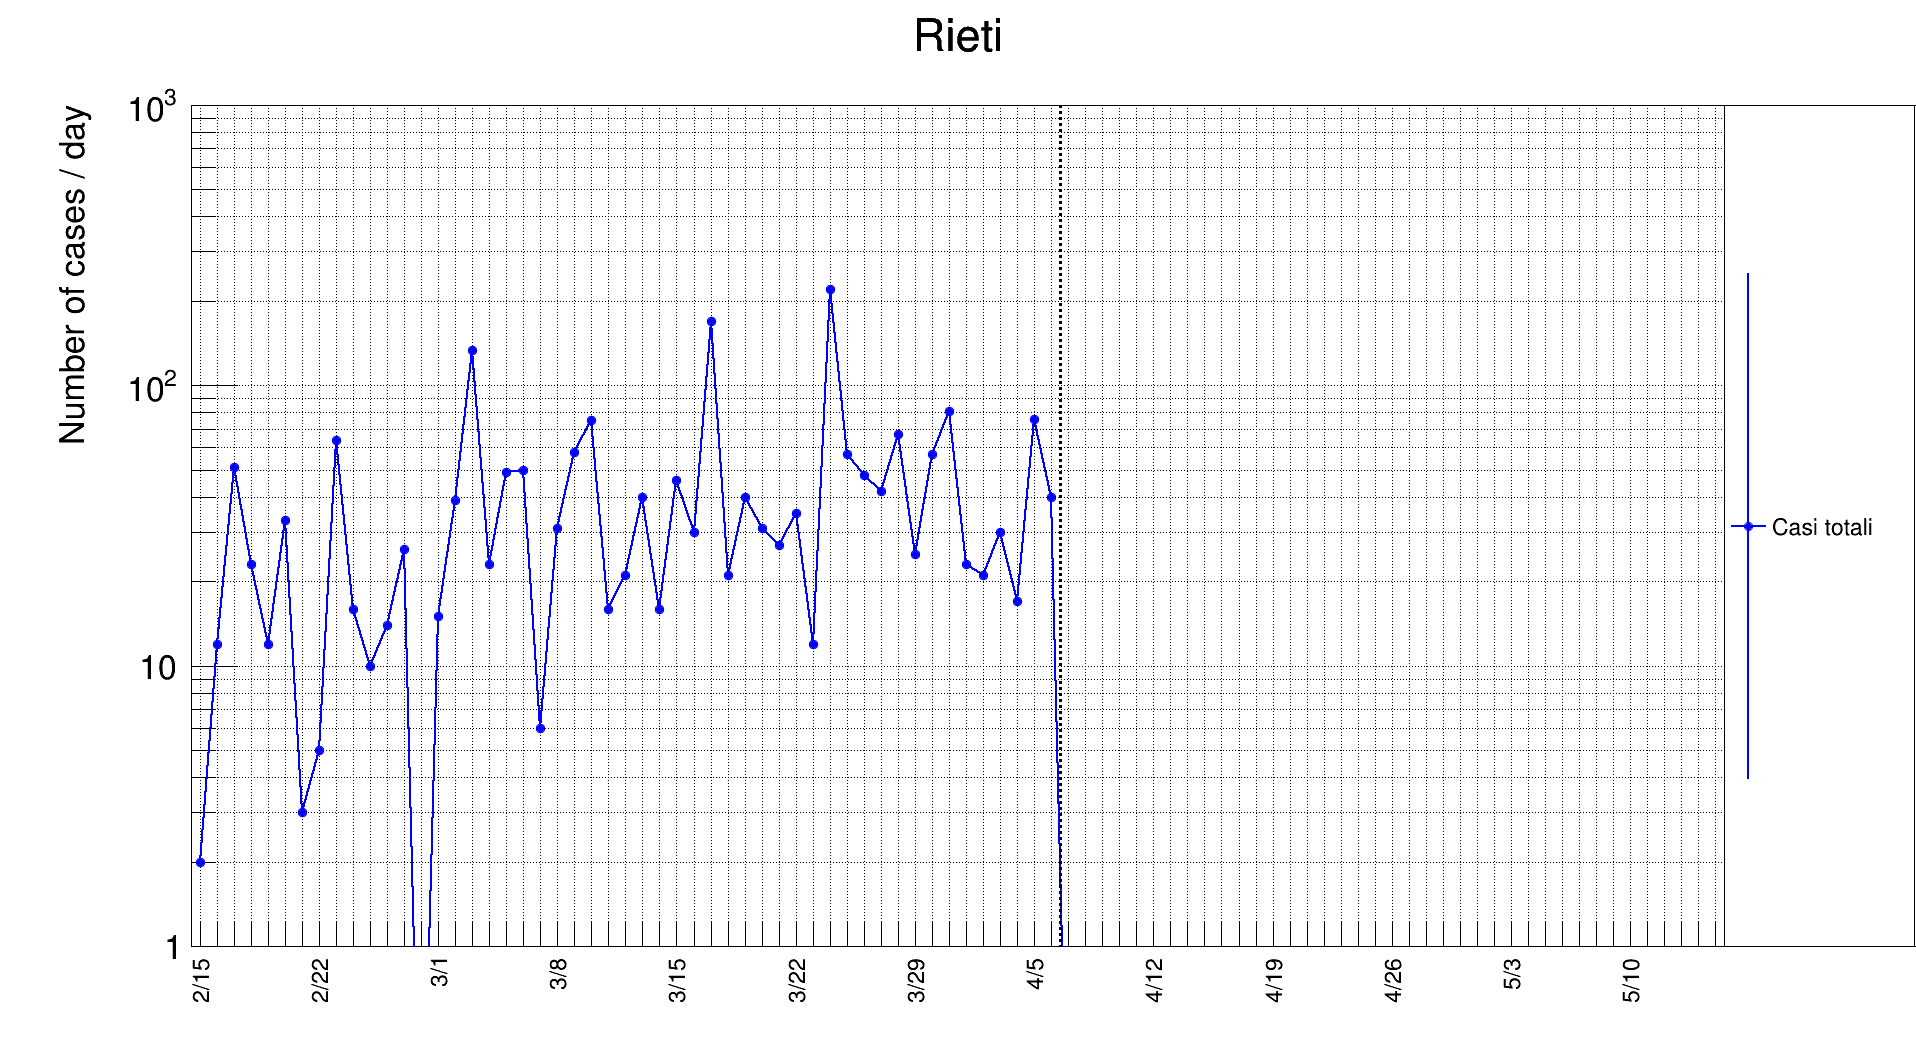 Rieti
Number of cases / day
10³
10²
10
1
2/15 2/22 3/1 3/8 3/15 3/22 3/29 4/5 4/12 4/19 4/26 5/3 5/10
Casi totali